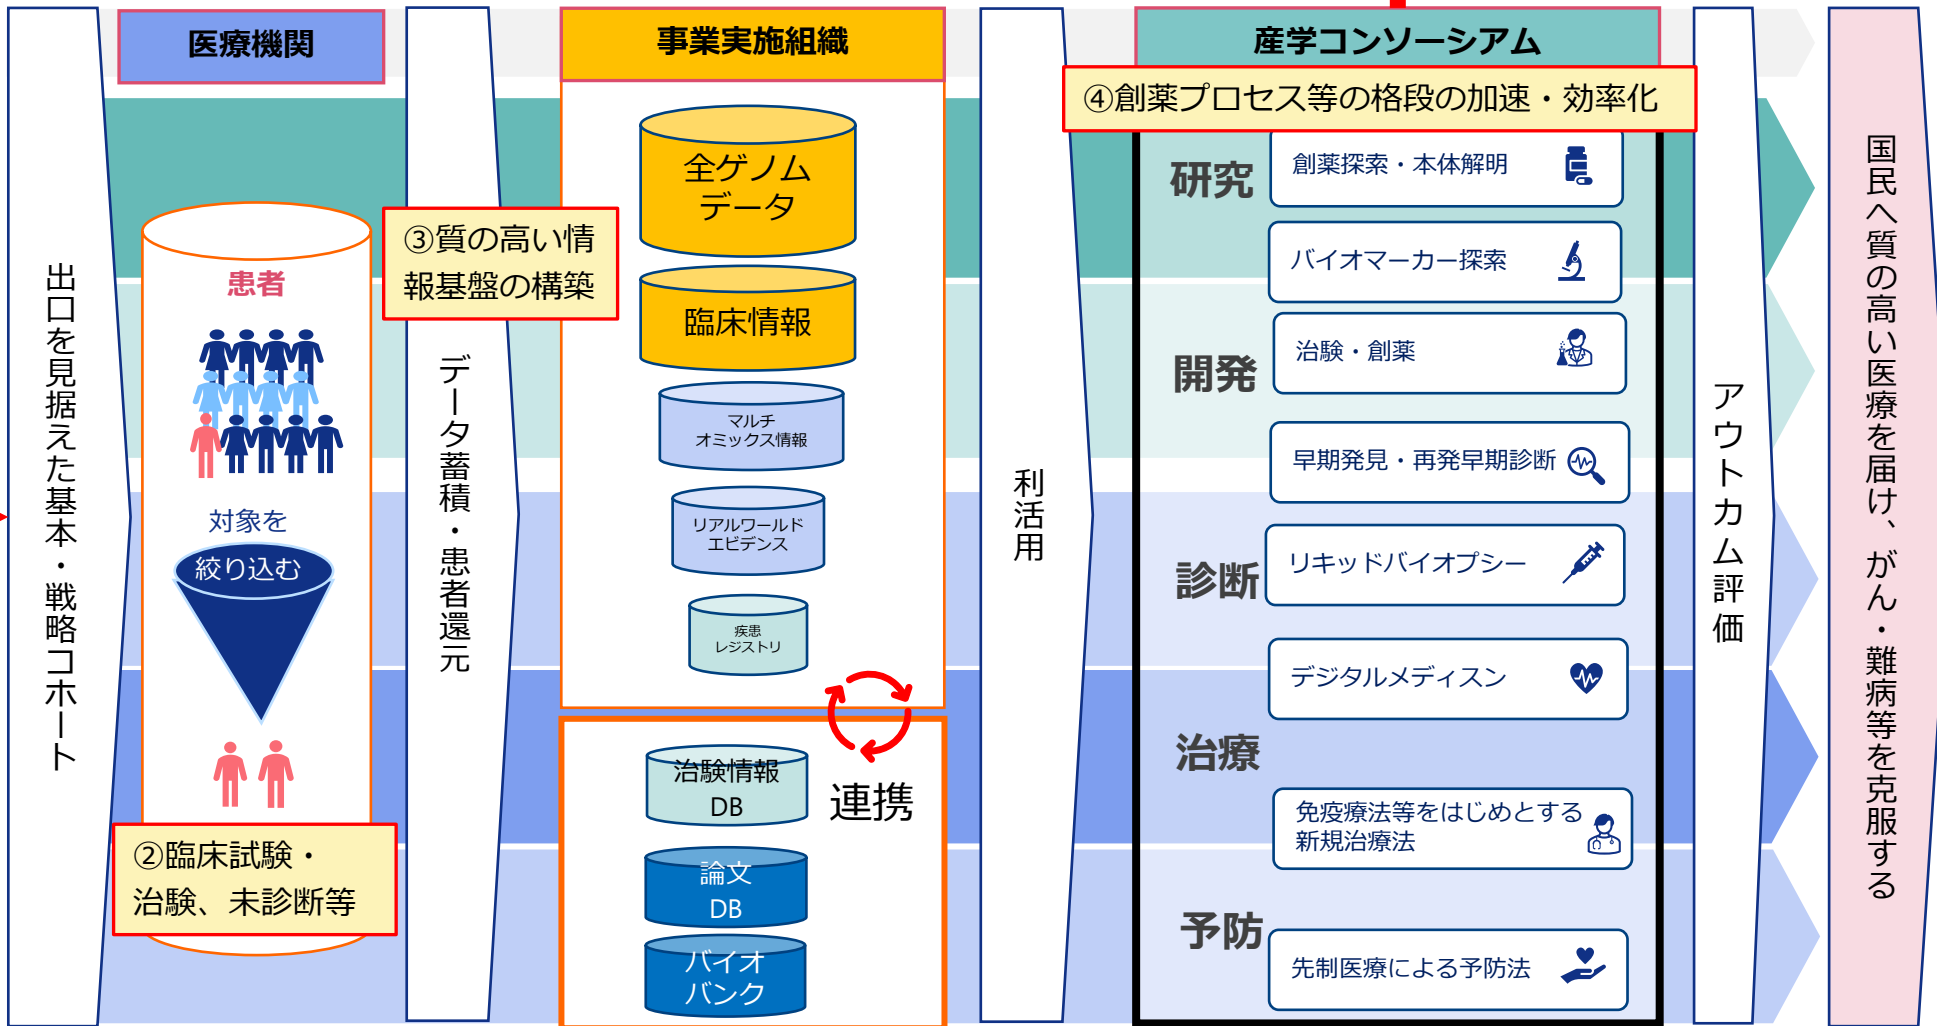 出口を見据えた基本・戦略コホート
医療機関
患者
対象を
絞り込む
②臨床試験・
治験、未診断等
データ蓄積・患者還元
③質の高い情
報基盤の構築
事業実施組織
全ゲノム
データ
臨床情報
マルチ
オミックス情報
リアルワールド
エビデンス
疾患
レジストリ
連携
治験情報
DB
論文
DB
バイオ
バンク
利活用
産学コンソーシアム
④創薬プロセス等の格段の加速・効率化
研究
創薬探索・本体解明
バイオマーカー探索
開発
治験・創薬
早期発見・再発早期診断
診断
リキッドバイオプシー
デジタルメディスン
治療
免疫療法等をはじめとする
新規治療法
予防
先制医療による予防法
アウトカム評価
国民へ質の高い医療を届け、がん・難病等を克服する